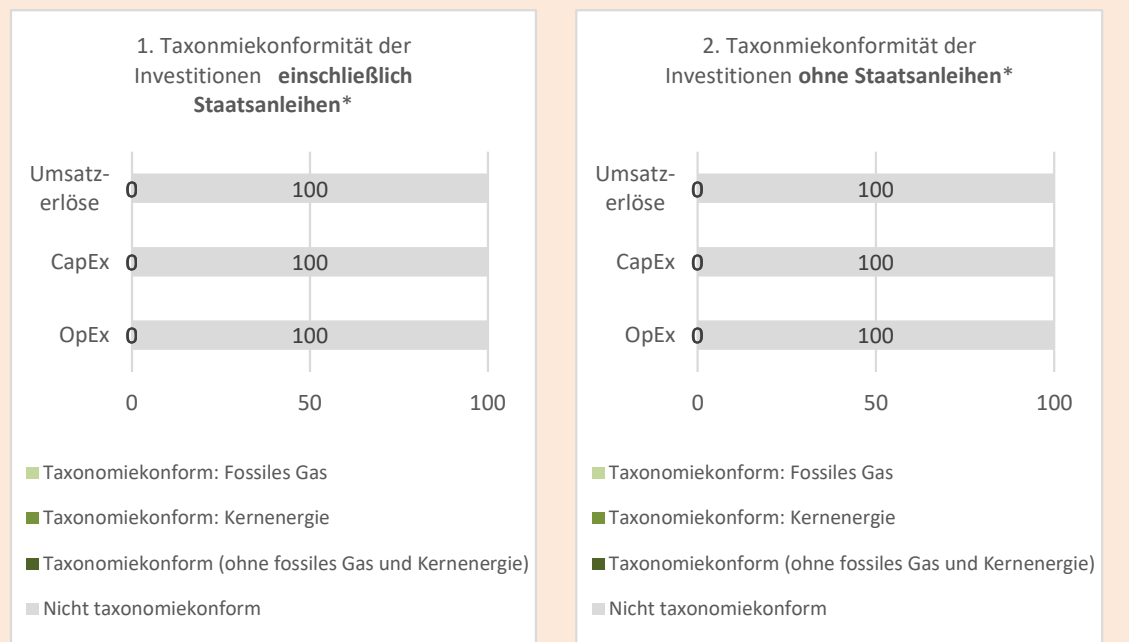 1. Taxonmiekonformität der
Investitionen einschließlich
Staatsanleihen*
Umsatz-
erlöse
0 100
CapEx 0 100
OpEx 0 100
0 50 100
Taxonomiekonform: Fossiles Gas
Taxonomiekonform: Kernenergie
Taxonomiekonform (ohne fossiles Gas und Kernenergie)
Nicht taxonomiekonform
2. Taxonmiekonformität der
Investitionen ohne Staatsanleihen*
Umsatz-
erlöse
0 100
CapEx 0 100
OpEx 0 100
0 50 100
Taxonomiekonform: Fossiles Gas
Taxonomiekonform: Kernenergie
Taxonomiekonform (ohne fossiles Gas und Kernenergie)
Nicht taxonomiekonform